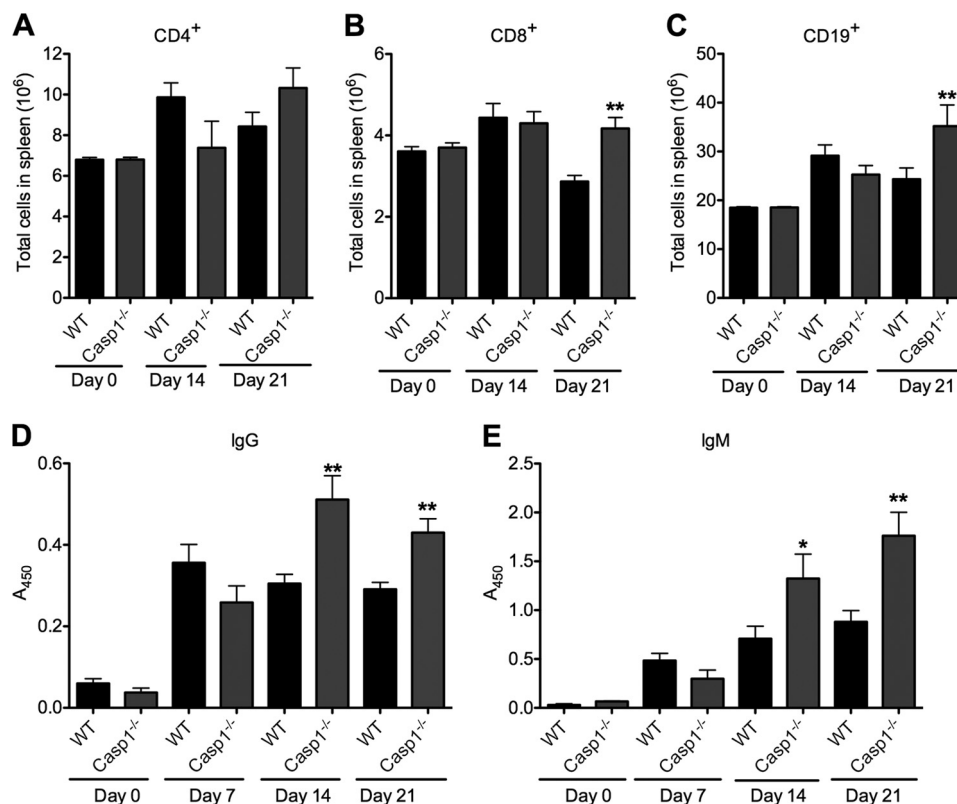 A
CD4⁺
Total cells in spleen (10⁶)
12
10
8
6
4
2
0
WT
Casp1⁻/⁻
WT
Casp1⁻/⁻
WT
Casp1⁻/⁻
Day 0
Day 14
Day 21
B
CD8⁺
Total cells in spleen (10⁶)
6
4
2
0
**
WT
Casp1⁻/⁻
WT
Casp1⁻/⁻
WT
Casp1⁻/⁻
Day 0
Day 14
Day 21
C
CD19⁺
Total cells in spleen (10⁶)
50
40
30
20
10
0
**
WT
Casp1⁻/⁻
WT
Casp1⁻/⁻
WT
Casp1⁻/⁻
Day 0
Day 14
Day 21
D
IgG
A₄₅₀
0.6
0.4
0.2
0.0
**
**
WT
Casp1⁻/⁻
WT
Casp1⁻/⁻
WT
Casp1⁻/⁻
WT
Casp1⁻/⁻
Day 0
Day 7
Day 14
Day 21
E
IgM
A₄₅₀
2.5
2.0
1.5
1.0
0.5
0.0
*
**
WT
Casp1⁻/⁻
WT
Casp1⁻/⁻
WT
Casp1⁻/⁻
WT
Casp1⁻/⁻
Day 0
Day 7
Day 14
Day 21